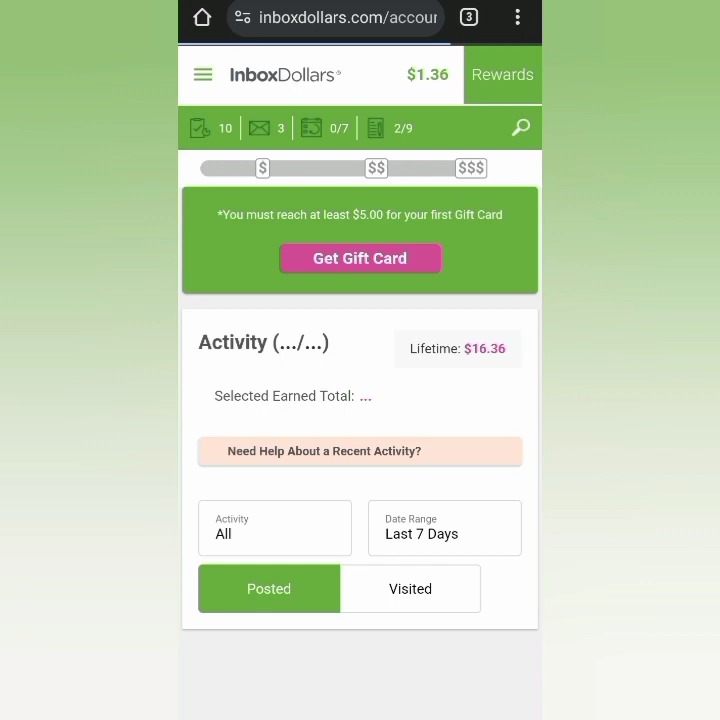 inboxdollars.com/accour
3
InboxDollars
$1.36
Rewards
10
3
0/7
2/9
$
$$
$$$
*You must reach at least $5.00 for your first Gift Card
Get Gift Card
Activity (.../...)
Lifetime: $16.36
Selected Earned Total: ...
Need Help About a Recent Activity?
Activity
All
Date Range
Last 7 Days
Posted
Visited